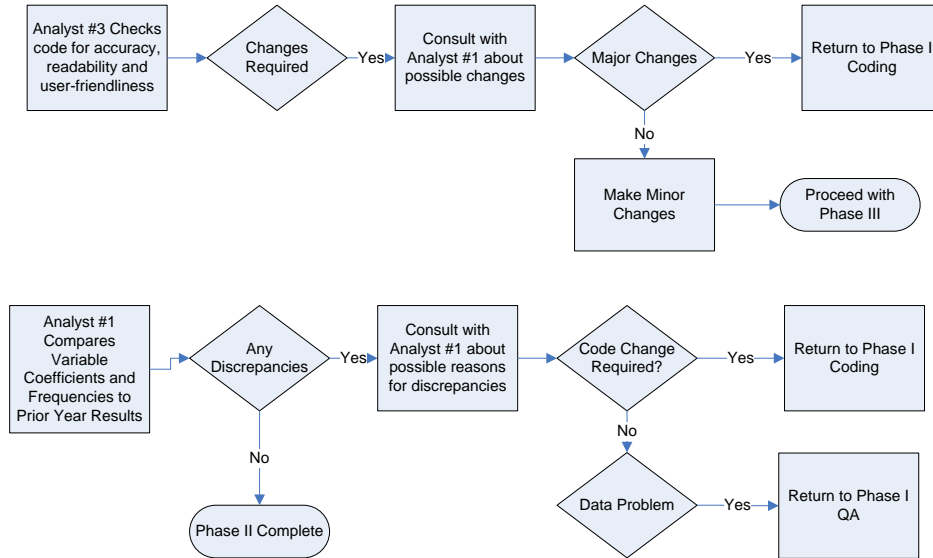 Analyst #3 Checks
code for accuracy,
readability and
user-friendliness
Changes
Required
Yes
Consult with
Analyst #1 about
possible changes
Major Changes
Yes
Return to Phase I
Coding
No
Make Minor
Changes
Proceed with
Phase III
Analyst #1
Compares
Variable
Coefficients and
Frequencies to
Prior Year Results
Any
Discrepancies
Yes
Consult with
Analyst #1 about
possible reasons
for discrepancies
Code Change
Required?
Yes
Return to Phase I
Coding
No
No
Data Problem
Yes
Return to Phase I
QA
Phase II Complete